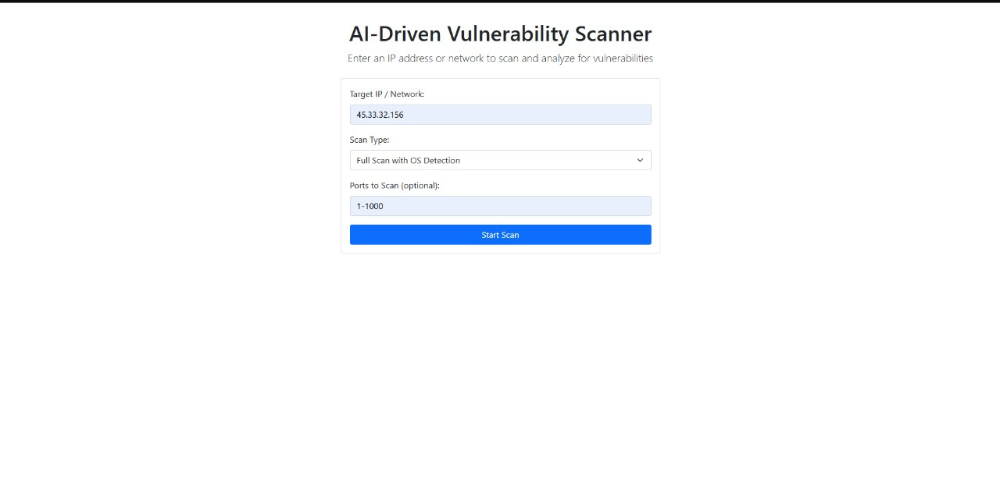 AI-Driven Vulnerability Scanner
Enter an IP address or network to scan and analyze for vulnerabilities
Target IP / Network:
45.33.32.156
Scan Type:
Full Scan with OS Detection
Ports to Scan (optional):
1-1000
Start Scan